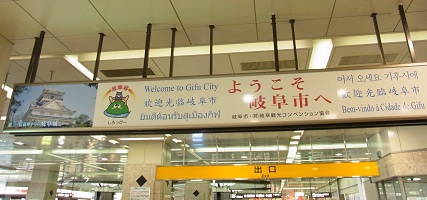 Welcome to Gifu City
欢迎光临岐阜市
ยินดีต้อนรับสู่เมืองกิฟุ
ようこそ
岐阜市へ
어서 오세요 기후시에
歡迎光臨岐阜市
Bem-vindo à Cidade de Gifu
出口
Exit